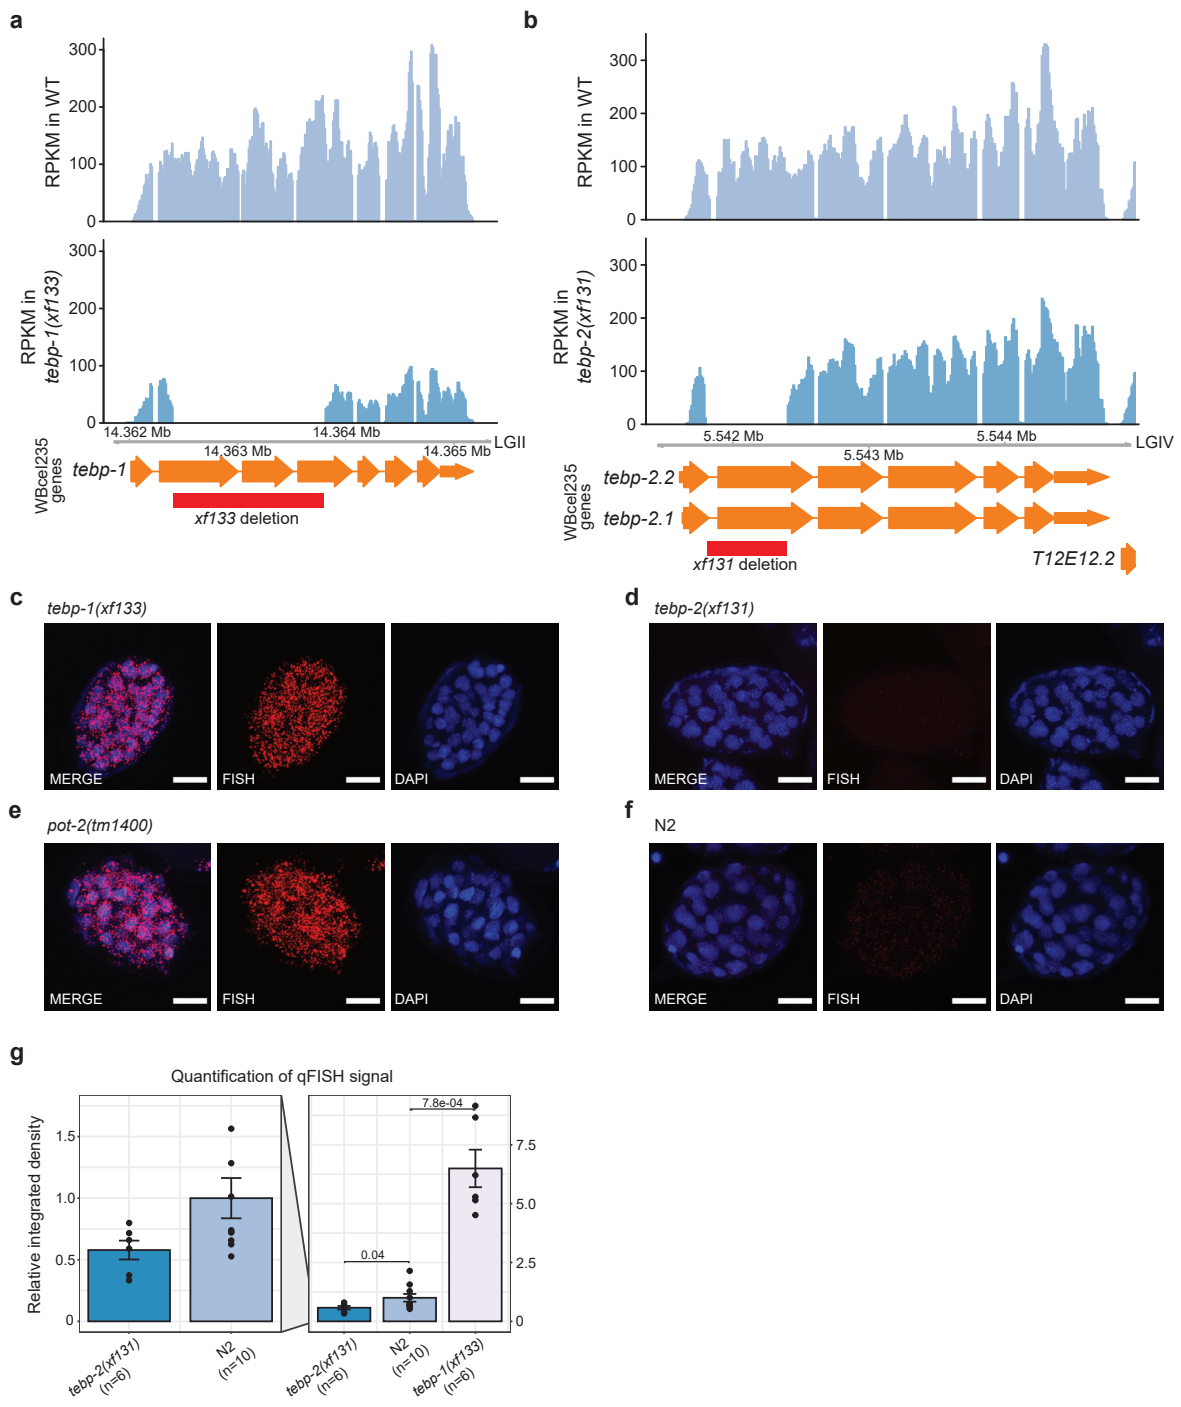 a
RPKM in WT
300
200
100
0
RPKM in
tebp-1(xf133)
300
200
100
0
14.362 Mb
14.363 Mb
14.364 Mb
14.365 Mb
LGII
WBcel235
genes
tebp-1
xf133 deletion
b
RPKM in WT
300
200
100
0
RPKM in
tebp-2(xf131)
300
200
100
0
5.542 Mb
5.543 Mb
5.544 Mb
LGIV
WBcel235
genes
tebp-2.2
tebp-2.1
xf131 deletion
T12E12.2
c
tebp-1(xf133)
MERGE
FISH
DAPI
d
tebp-2(xf131)
MERGE
FISH
DAPI
e
pot-2(tm1400)
MERGE
FISH
DAPI
f
N2
MERGE
FISH
DAPI
g
Quantification of qFISH signal
Relative integrated density
1.5
1.0
0.5
0
tebp-2(xf131)
(n=6)
N2
(n=10)
7.8e-04
0.04
7.5
5.0
2.5
0
tebp-2(xf131)
(n=6)
N2
(n=10)
tebp-1(xf133)
(n=6)